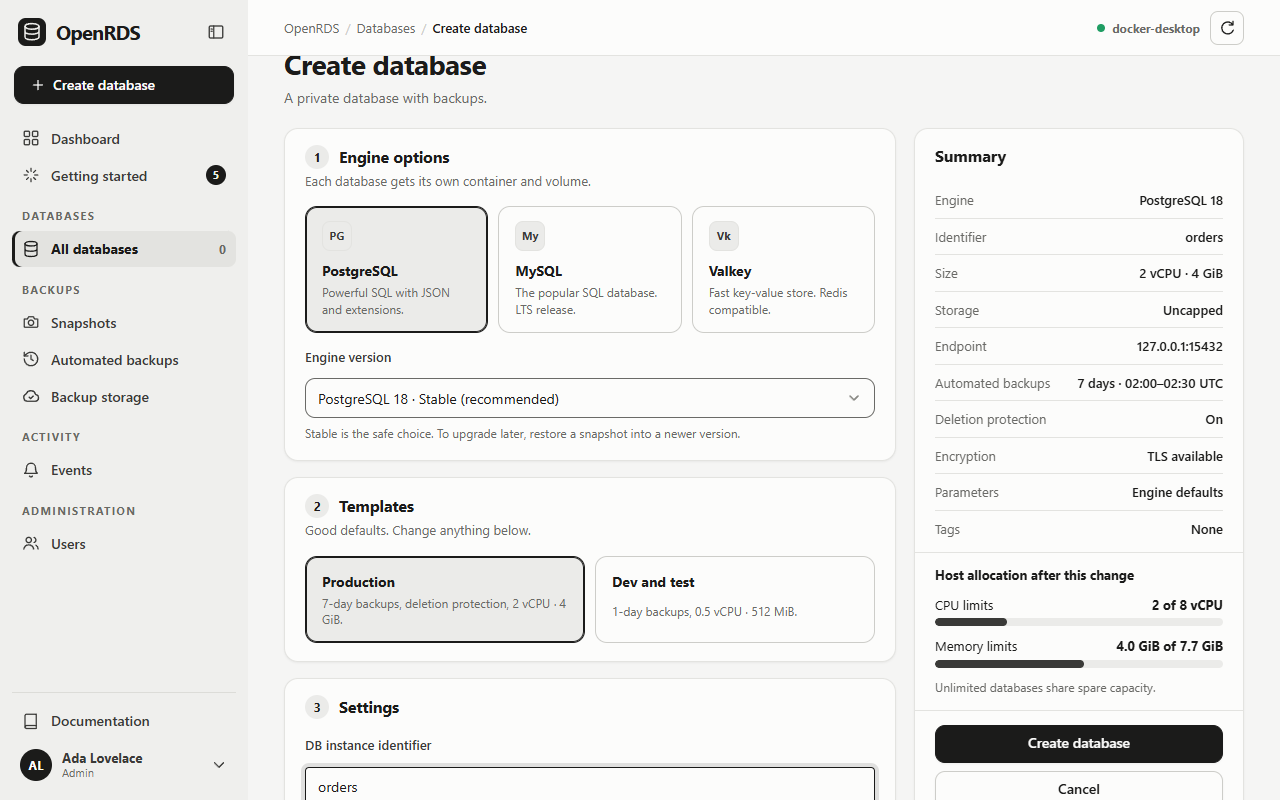 OpenRDS
Create database
Dashboard
Getting started
5
DATABASES
All databases
0
BACKUPS
Snapshots
Automated backups
Backup storage
ACTIVITY
Events
ADMINISTRATION
Users
Documentation
AL
Ada Lovelace
Admin
OpenRDS / Databases / Create database
docker-desktop
Create database
A private database with backups.
1 Engine options
Each database gets its own container and volume.
PG
PostgreSQL
Powerful SQL with JSON
and extensions.
My
MySQL
The popular SQL database.
LTS release.
Vk
Valkey
Fast key-value store. Redis
compatible.
Engine version
PostgreSQL 18 · Stable (recommended)
Stable is the safe choice. To upgrade later, restore a snapshot into a newer version.
2 Templates
Good defaults. Change anything below.
Production
7-day backups, deletion protection, 2 vCPU · 4
GiB.
Dev and test
1-day backups, 0.5 vCPU · 512 MiB.
3 Settings
DB instance identifier
orders
Summary
Engine PostgreSQL 18
Identifier orders
Size 2 vCPU · 4 GiB
Storage Uncapped
Endpoint 127.0.0.1:15432
Automated backups 7 days · 02:00–02:30 UTC
Deletion protection On
Encryption TLS available
Parameters Engine defaults
Tags None
Host allocation after this change
CPU limits 2 of 8 vCPU
Memory limits 4.0 GiB of 7.7 GiB
Unlimited databases share spare capacity.
Create database
Cancel